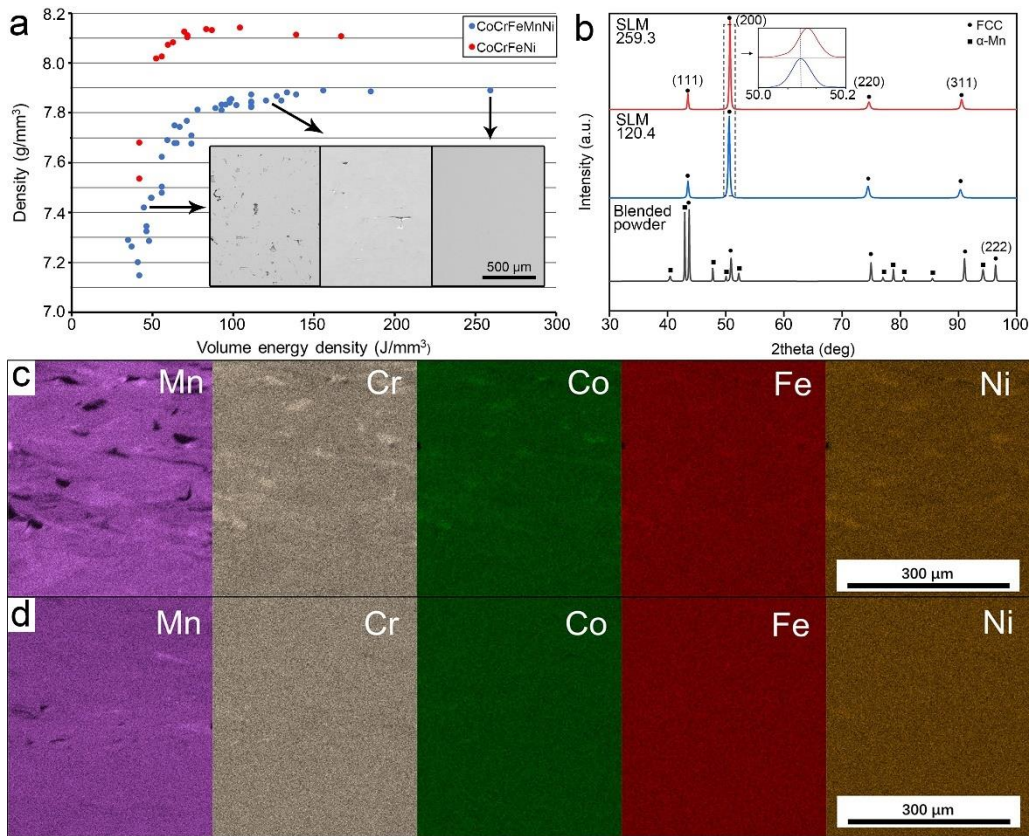 a
Density (g/mm³)
8.2
8.0
7.8
7.6
7.4
7.2
7.0
0
50
100
150
200
250
300
Volume energy density (J/mm³)
CoCrFeMnNi
CoCrFeNi
500 μm
b
Intensity (a.u.)
SLM
259.3
(111)
(200)
50.0
50.2
(220)
(311)
FCC
α-Mn
SLM
120.4
Blended
powder
(222)
30
40
50
60
70
80
90
100
2theta (deg)
c
Mn
Cr
Co
Fe
Ni
300 μm
d
Mn
Cr
Co
Fe
Ni
300 μm